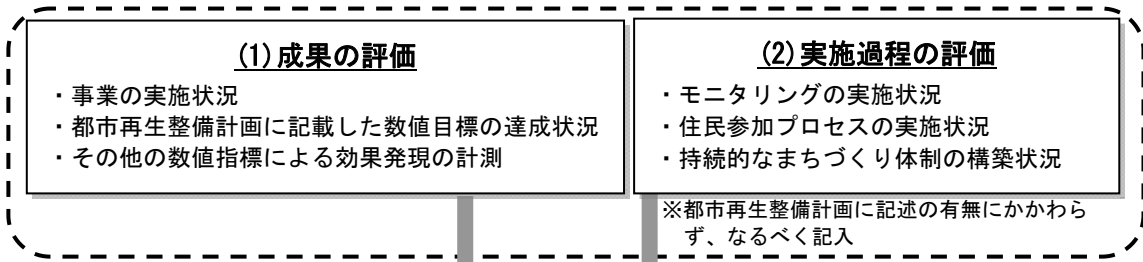 (1)成果の評価
・事業の実施状況
・都市再生整備計画に記載した数値目標の達成状況
・その他の数値指標による効果発現の計測
(2)実施過程の評価
・モニタリングの実施状況
・住民参加プロセスの実施状況
・持続的なまちづくり体制の構築状況
※都市再生整備計画に記述の有無にかかわら
ず、なるべく記入